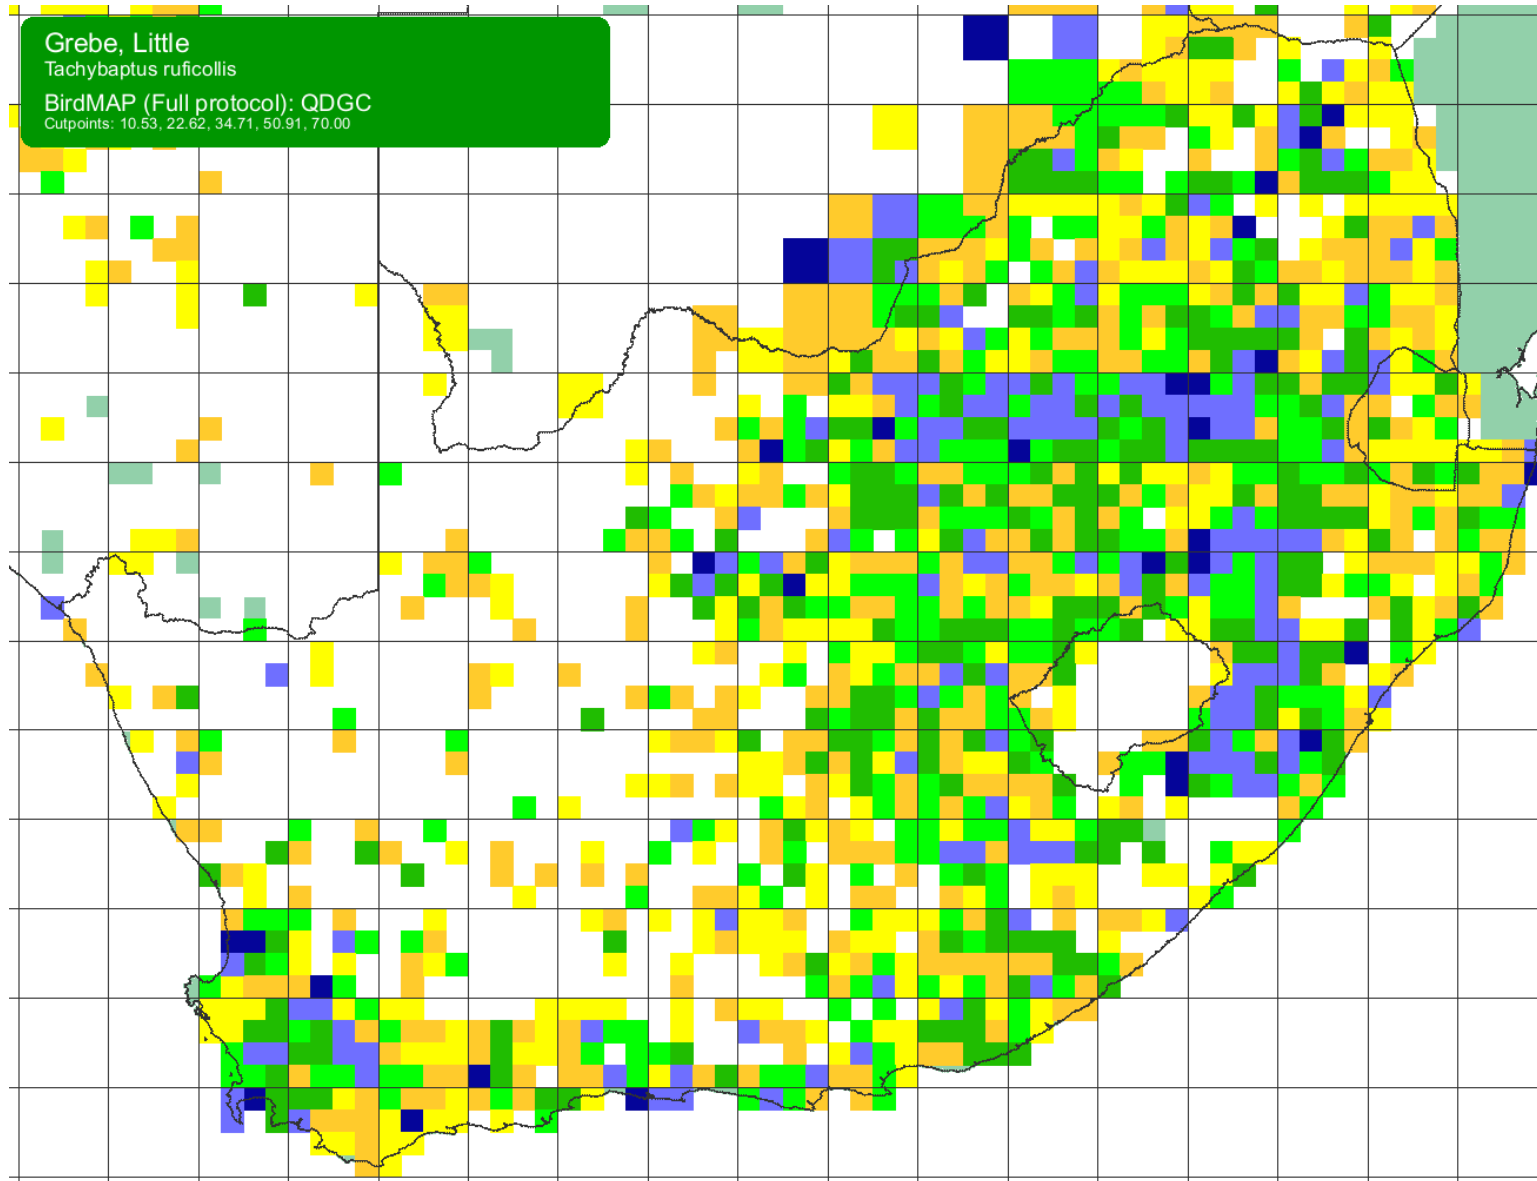 Grebe, Little
Tachybaptus ruficollis
BirdMAP (Full protocol): QDGC
Cutpoints: 10.53, 22.62, 34.71, 50.91, 70.00